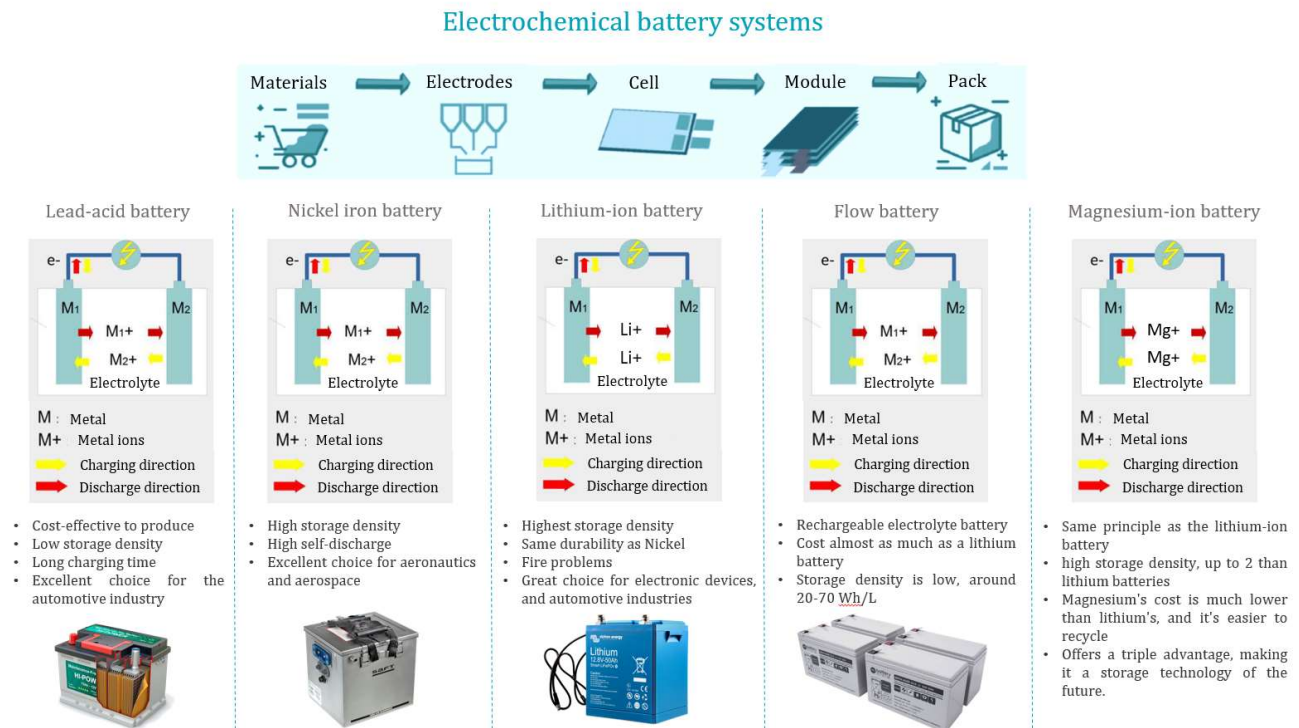 Electrochemical battery systems
Materials
Electrodes
Cell
Module
Pack
Lead-acid battery
e-
M1
M2
M1+
M2+
Electrolyte
M : Metal
M+ : Metal ions
Charging direction
Discharge direction
• Cost-effective to produce
• Low storage density
• Long charging time
• Excellent choice for the
automotive industry
HI-POW
Nickel iron battery
e-
M1
M2
M1+
M2+
Electrolyte
M : Metal
M+ : Metal ions
Charging direction
Discharge direction
• High storage density
• High self-discharge
• Excellent choice for aeronautics
and aerospace
SAFT
Lithium-ion battery
e-
M1
M2
Li+
Li+
Electrolyte
M : Metal
M+ : Metal ions
Charging direction
Discharge direction
• Highest storage density
• Same durability as Nickel
• Fire problems
• Great choice for electronic devices,
and automotive industries
victron energy
Lithium
12,8V-50Ah
Flow battery
e-
M1
M2
M1+
M2+
Electrolyte
M : Metal
M+ : Metal ions
Charging direction
Discharge direction
• Rechargeable electrolyte battery
• Cost almost as much as a lithium
battery
• Storage density is low, around
20-70 Wh/L
Magnesium-ion battery
e-
M1
M2
Mg+
Mg+
Electrolyte
M : Metal
M+ : Metal ions
Charging direction
Discharge direction
• Same principle as the lithium-ion
battery
• high storage density, up to 2 than
lithium batteries
• Magnesium's cost is much lower
than lithium's, and it's easier to
recycle
• Offers a triple advantage, making
it a storage technology of the
future.